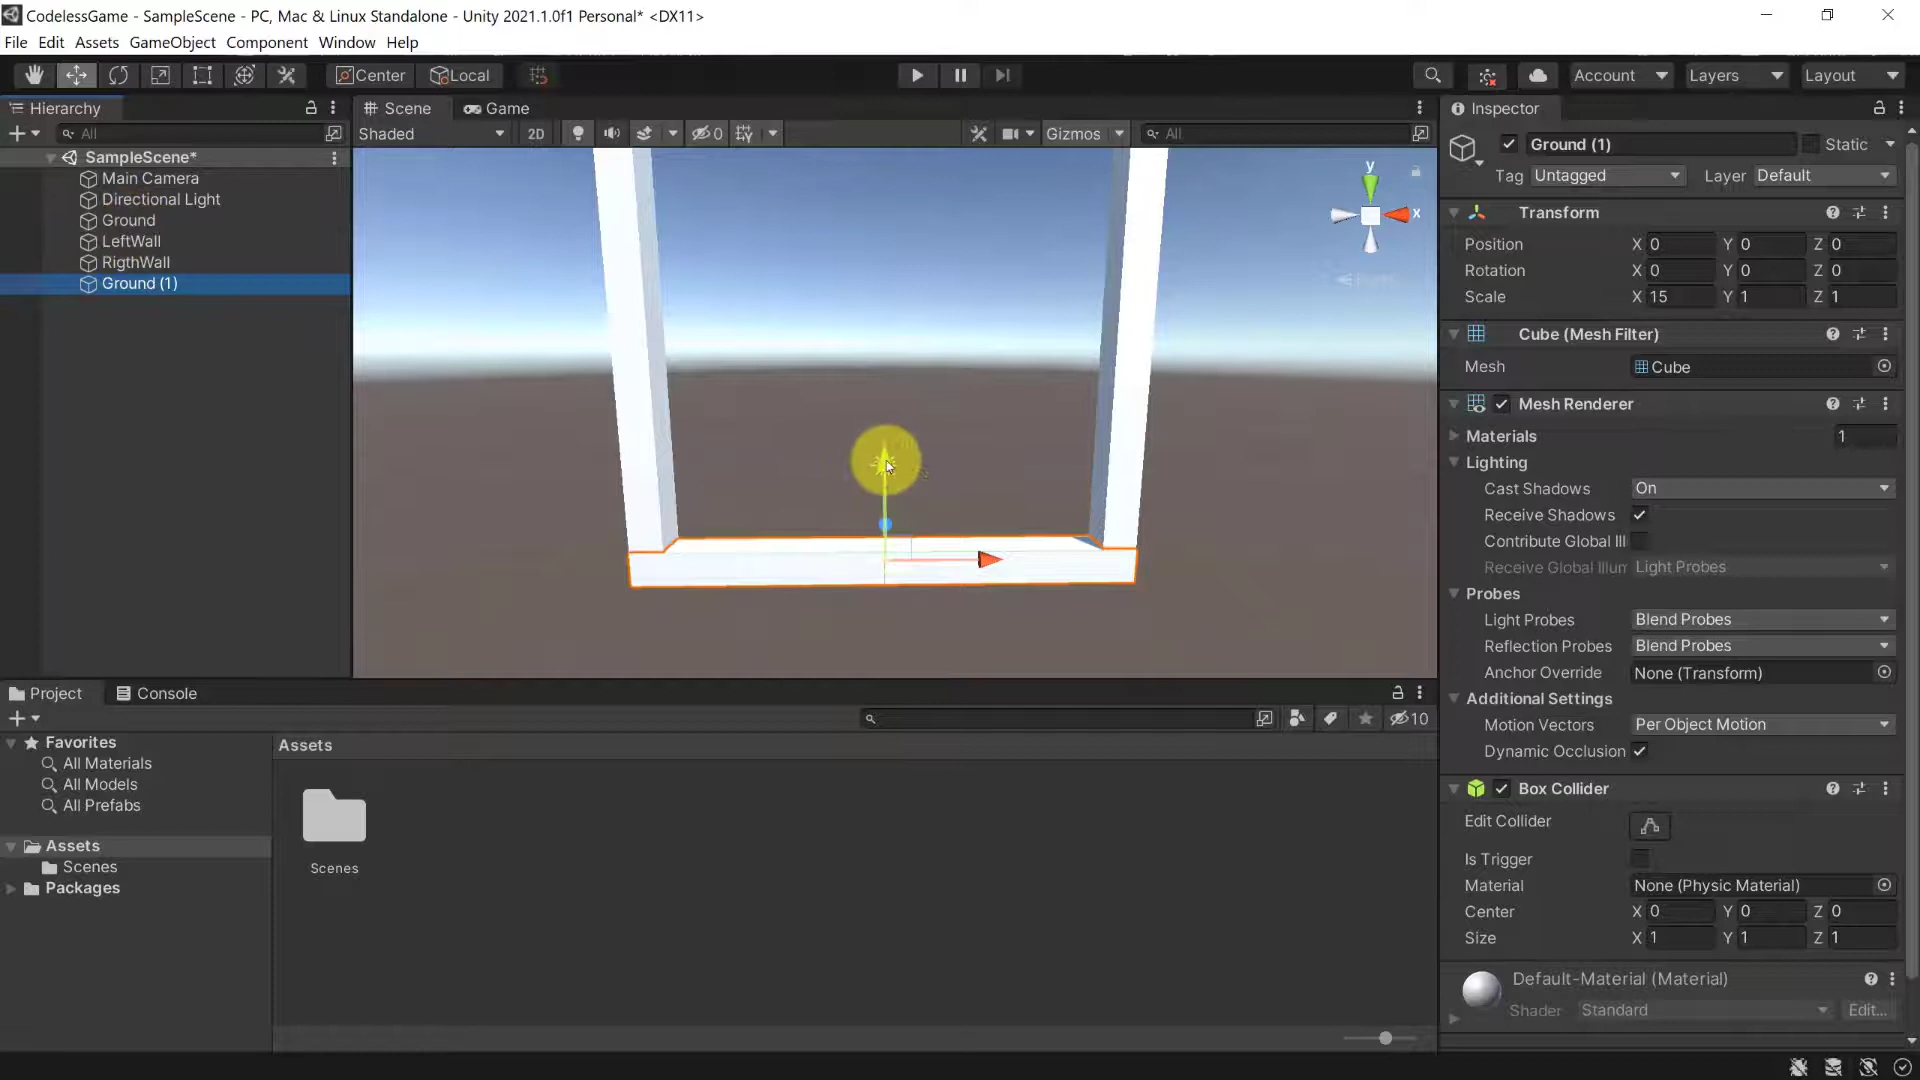 CodelessGame - SampleScene - PC, Mac & Linux Standalone - Unity 2021.1.0f1 Personal* <DX11>
File Edit Assets GameObject Component Window Help
Center Local Account Layers Layout
Hierarchy
All
SampleScene*
Main Camera
Directional Light
Ground
LeftWall
RigthWall
Ground (1)
Scene Game
Shaded 2D 0 Gizmos All
y
x
Inspector
Ground (1) Static
Tag Untagged Layer Default
Transform
Position X 0 Y 0 Z 0
Rotation X 0 Y 0 Z 0
Scale X 15 Y 1 Z 1
Cube (Mesh Filter)
Mesh Cube
Mesh Renderer
Materials 1
Lighting
Cast Shadows On
Receive Shadows
Contribute Global Ill
Receive Global Illun Light Probes
Probes
Light Probes Blend Probes
Reflection Probes Blend Probes
Anchor Override None (Transform)
Additional Settings
Motion Vectors Per Object Motion
Dynamic Occlusion
Box Collider
Edit Collider
Is Trigger
Material None (Physic Material)
Center X 0 Y 0 Z 0
Size X 1 Y 1 Z 1
Default-Material (Material)
Shader Standard Edit...
Project Console
10
Favorites
All Materials
All Models
All Prefabs
Assets
Scenes
Packages
Assets
Scenes